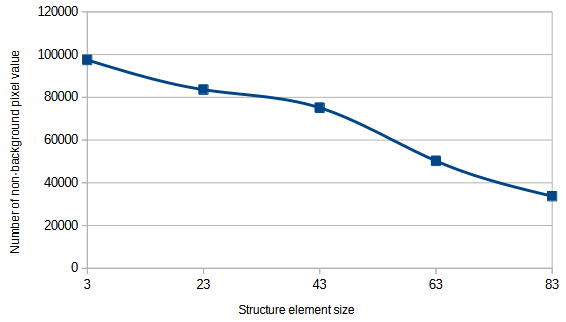 120000
100000
80000
60000
40000
20000
0
Number of non-background pixel value
3 23 43 63 83
Structure element size